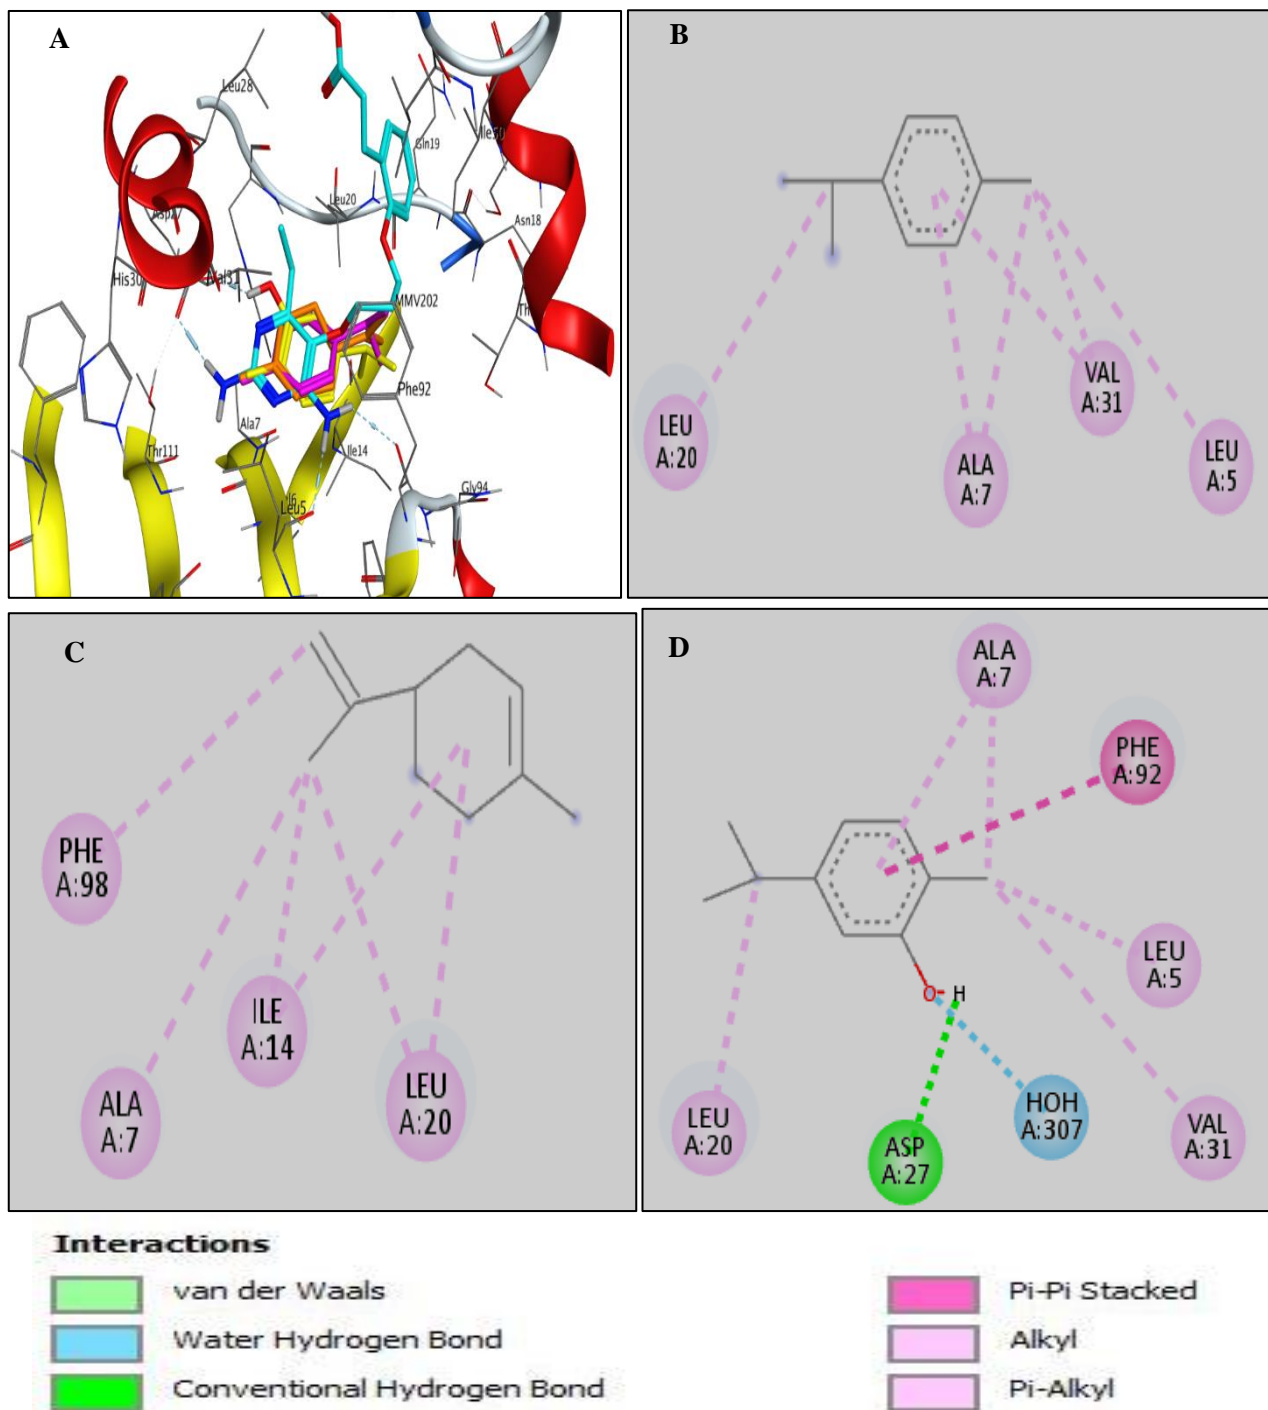 A
Leu28
Gln19
Ile50
Leu20
Asn18
Asp27
His30
Val31
MMV202
Th
Phe92
Ala7
Ile14
Thr111
Gly94
Leu5
B
LEU
A:20
ALA
A:7
VAL
A:31
LEU
A:5
C
PHE
A:98
ALA
A:7
ILE
A:14
LEU
A:20
D
ALA
A:7
PHE
A:92
LEU
A:5
O H
LEU
A:20
ASP
A:27
HOH
A:307
VAL
A:31
Interactions
van der Waals
Water Hydrogen Bond
Conventional Hydrogen Bond
Pi-Pi Stacked
Alkyl
Pi-Alkyl